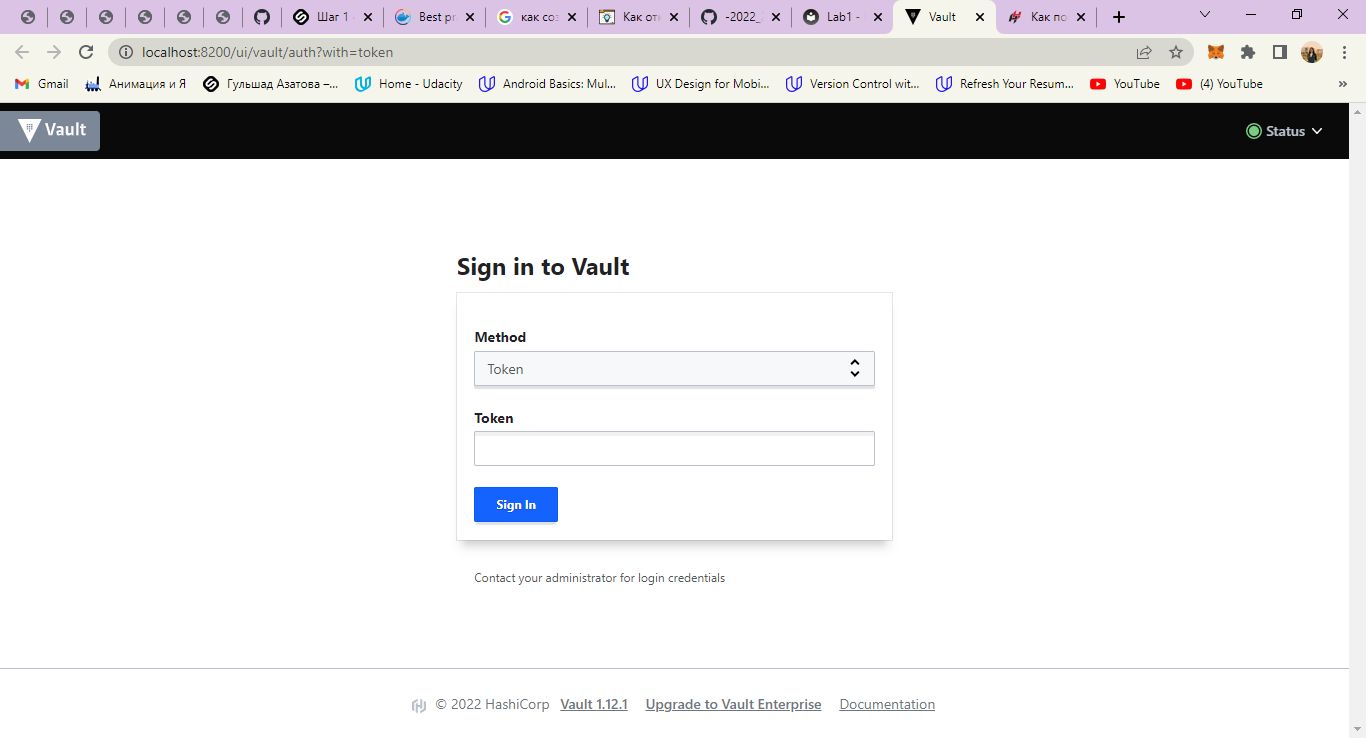 Шаг 1
Best pr
как соз
Как отк
-2022_
Lab1 -
Vault
Как по
localhost:8200/ui/vault/auth?with=token
Gmail
Анимация и Я
Гульшад Азатова –...
Home - Udacity
Android Basics: Mul...
UX Design for Mobi...
Version Control wit...
Refresh Your Resum...
YouTube
(4) YouTube
»
Vault
Status
Sign in to Vault
Method
Token
Token
Sign In
Contact your administrator for login credentials
© 2022 HashiCorp Vault 1.12.1 Upgrade to Vault Enterprise Documentation